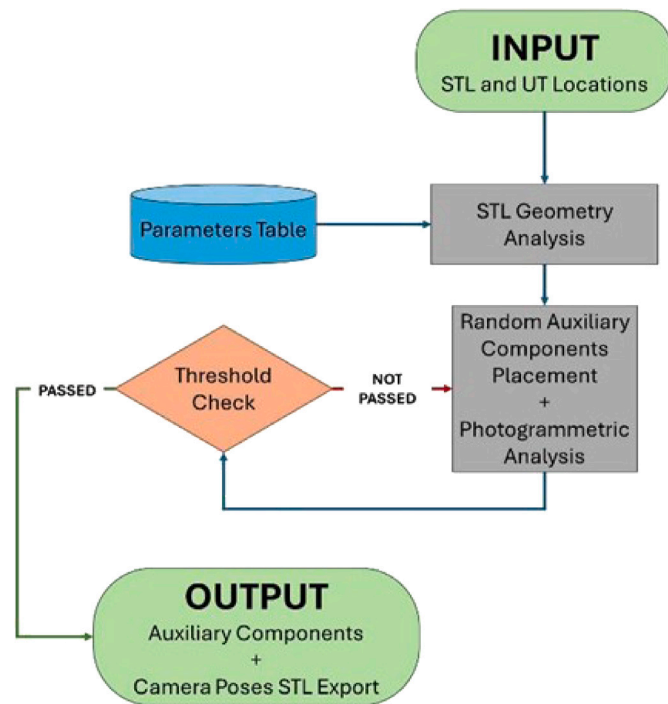 INPUT
STL and UT Locations
Parameters Table
STL Geometry
Analysis
Random Auxiliary
Components
Placement
+
Photogrammetric
Analysis
Threshold
Check
NOT
PASSED
PASSED
OUTPUT
Auxiliary Components
+
Camera Poses STL Export